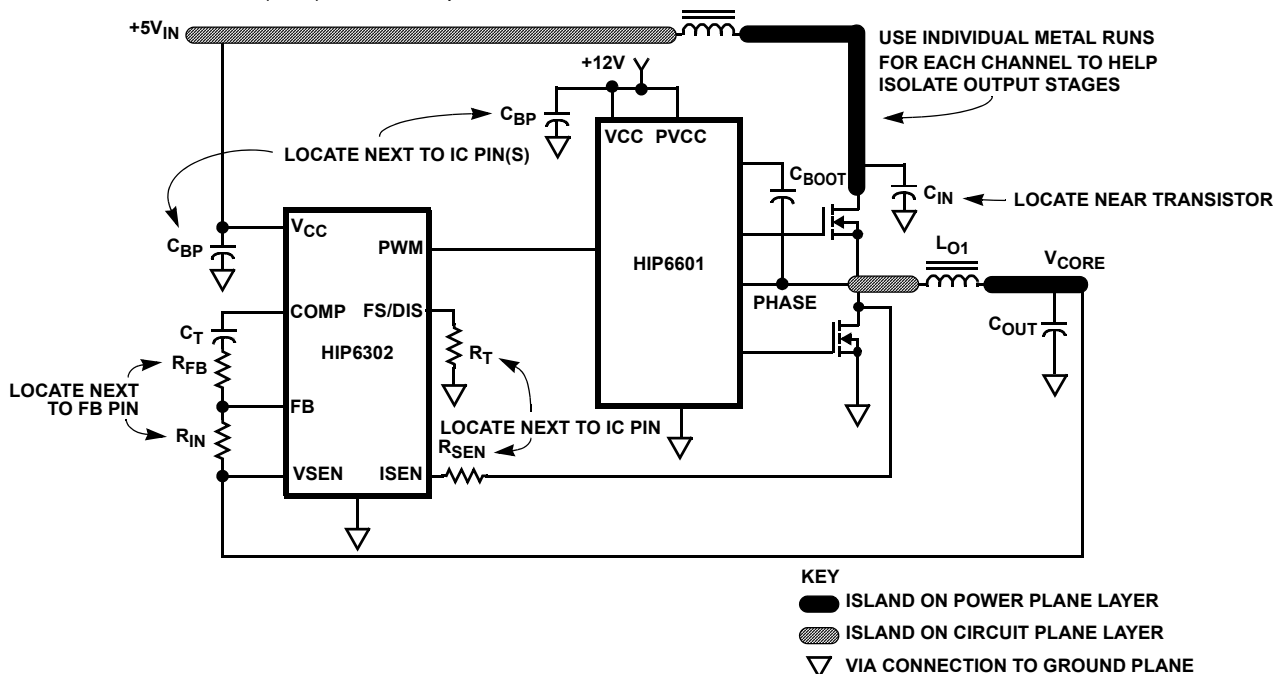 +5VIN
USE INDIVIDUAL METAL RUNS
FOR EACH CHANNEL TO HELP
ISOLATE OUTPUT STAGES
+12V
CBP
VCC PVCC
LOCATE NEXT TO IC PIN(S)
CBOOT
CIN
LOCATE NEAR TRANSISTOR
VCC
CBP
PWM
HIP6601
LO1
VCORE
PHASE
COMP
FS/DIS
CT
HIP6302
RT
COUT
RFB
LOCATE NEXT
TO FB PIN
FB
RIN
LOCATE NEXT TO IC PIN
RSEN
VSEN
ISEN
KEY
ISLAND ON POWER PLANE LAYER
ISLAND ON CIRCUIT PLANE LAYER
VIA CONNECTION TO GROUND PLANE